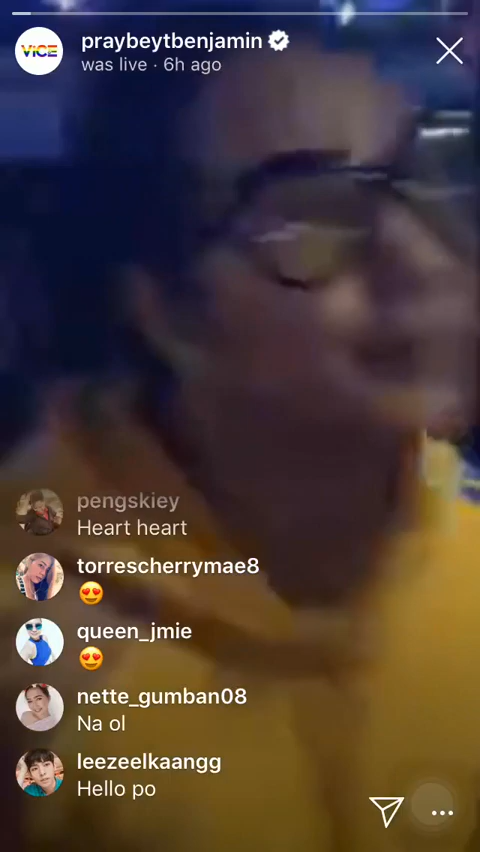 VICE
praybeytbenjamin
was live · 6h ago
pengskiey
Heart heart
torrescherrymae8
😍
queen_jmie
😍
nette_gumban08
Na ol
leezeelkaangg
Hello po